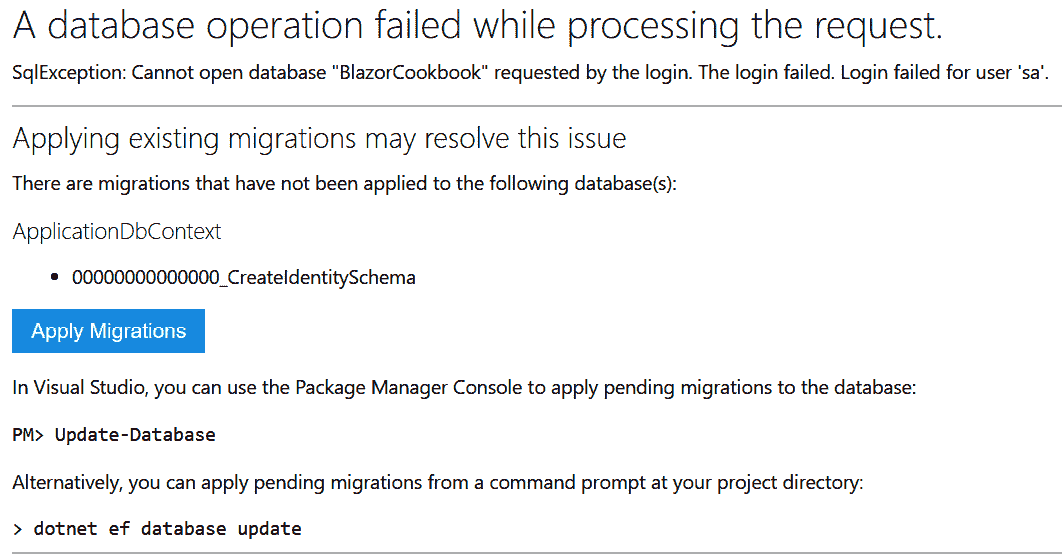 A database operation failed while processing the request.
SqlException: Cannot open database "BlazorCookbook" requested by the login. The login failed. Login failed for user 'sa'.
Applying existing migrations may resolve this issue
There are migrations that have not been applied to the following database(s):
ApplicationDbContext
• 00000000000000_CreateIdentitySchema
Apply Migrations
In Visual Studio, you can use the Package Manager Console to apply pending migrations to the database:
PM> Update-Database
Alternatively, you can apply pending migrations from a command prompt at your project directory:
> dotnet ef database update